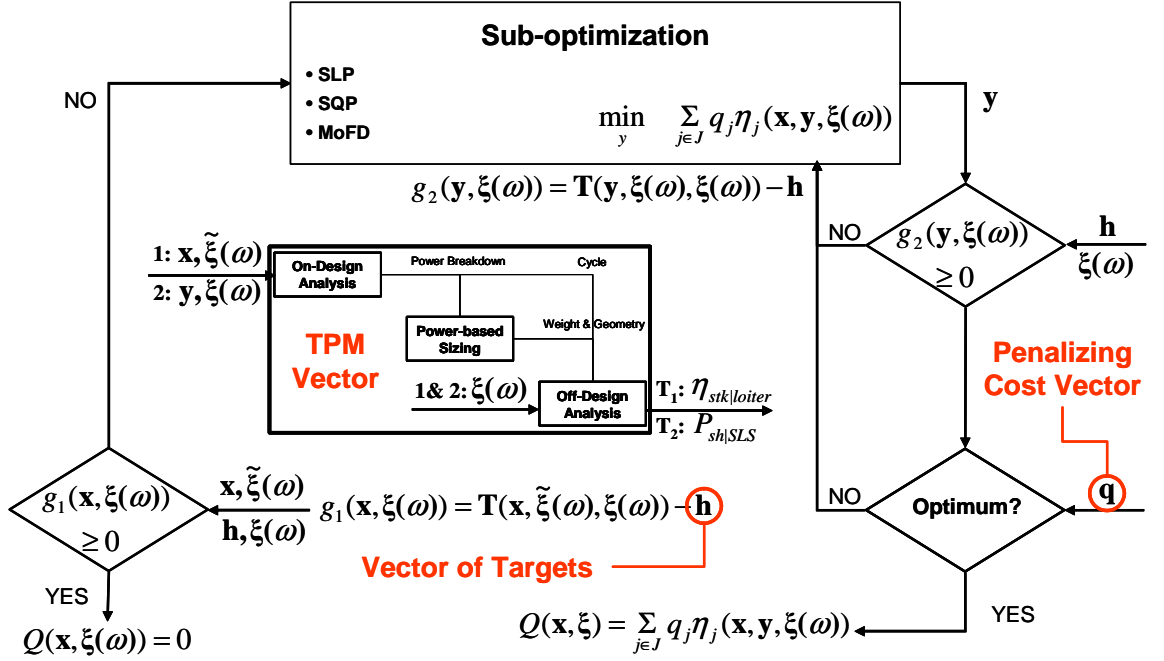 Sub-optimization
• SLP
• SQP
• MoFD
min y ∑ j∈J q_j η_j (x, y, ξ(ω))
NO
y
g₂(y, ξ(ω)) = T(y, ξ(ω), ξ(ω)) − h
NO
g₂(y, ξ(ω))
≥ 0
h
ξ(ω)
1: x, ξ̃(ω)
2: y, ξ(ω)
On-Design
Analysis
Power Breakdown
Cycle
TPM
Vector
Power-based
Sizing
Weight & Geometry
1& 2: ξ(ω)
Off-Design
Analysis
T₁: η_stk|loiter
T₂: P_sh|SLS
Penalizing
Cost Vector
g₁(x, ξ(ω))
≥ 0
x, ξ̃(ω)
h, ξ(ω)
g₁(x, ξ(ω)) = T(x, ξ̃(ω), ξ(ω)) − h
Vector of Targets
NO
Optimum?
q
YES
Q(x, ξ(ω)) = 0
YES
Q(x, ξ) = ∑ j∈J q_j η_j (x, y, ξ(ω))